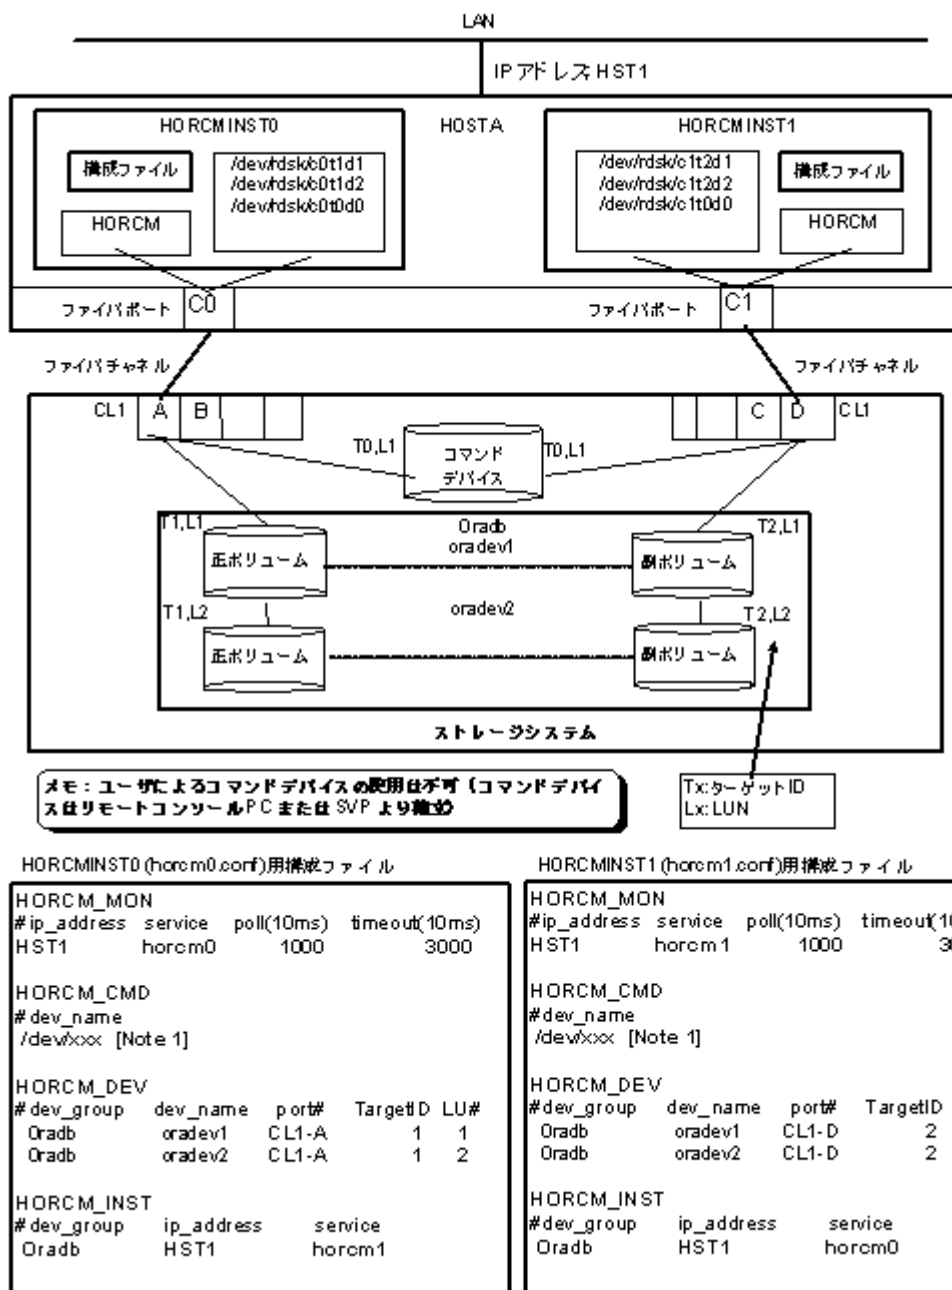 LAN
IPアドレス:HST1
HORCMINST0
HOSTA
HORCMINST1
構成ファイル
/dev/rdsk/c0t1d1
/dev/rdsk/c0t1d2
/dev/rdsk/c0t0d0
HORCM
/dev/rdsk/c1t2d1
/dev/rdsk/c1t2d2
/dev/rdsk/c1t0d0
構成ファイル
HORCM
ファイバポート
C0
ファイバポート
C1
ファイバチャネル
ファイバチャネル
CL1
A
B
C
D
CL1
T0,L1
コマンド
デバイス
T0,L1
T1,L1
Oradb
oradev1
T2,L1
正ボリューム
副ボリューム
T1,L2
oradev2
T2,L2
正ボリューム
副ボリューム
ストレージシステム
メモ：ユーザによるコマンドデバイスの使用は不可（コマンドデバイ
スはリモートコンソールPC または SVP より
Tx:ターゲットID
Lx:LUN
HORCMINST0 (horcm0.conf)用構成ファイル
HORCM_MON
#ip_address service poll(10ms) timeout(10ms)
HST1 horcm0 1000 3000
HORCM_CMD
#dev_name
/dev/xxx [Note 1]
HORCM_DEV
#dev_group dev_name port# TargetID LU#
Oradb oradev1 CL1-A 1 1
Oradb oradev2 CL1-A 1 2
HORCM_INST
#dev_group ip_address service
Oradb HST1 horcm1
HORCMINST1 (horcm1.conf)用構成ファイル
HORCM_MON
#ip_address service poll(10ms) timeout(1
HST1 horcm1 1000 3
HORCM_CMD
#dev_name
/dev/xxx [Note 1]
HORCM_DEV
#dev_group dev_name port# TargetID
Oradb oradev1 CL1-D 2
Oradb oradev2 CL1-D 2
HORCM_INST
#dev_group ip_address service
Oradb HST1 horcm0